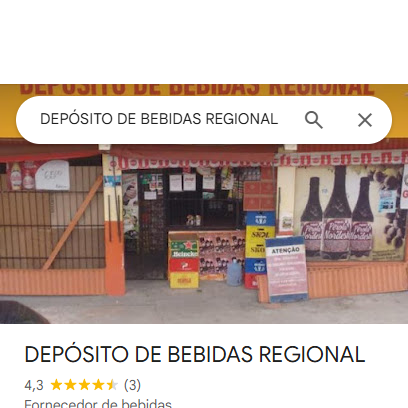 DEPÓSITO DE BEBIDAS REGIONAL
DEPÓSITO DE BEBIDAS REGIONAL
Heineken
SKOL
SKOL
ATENÇÃO
DEPÓSITO DE BEBIDAS REGIONAL
4,3 (3)
Fornecedor de bebidas